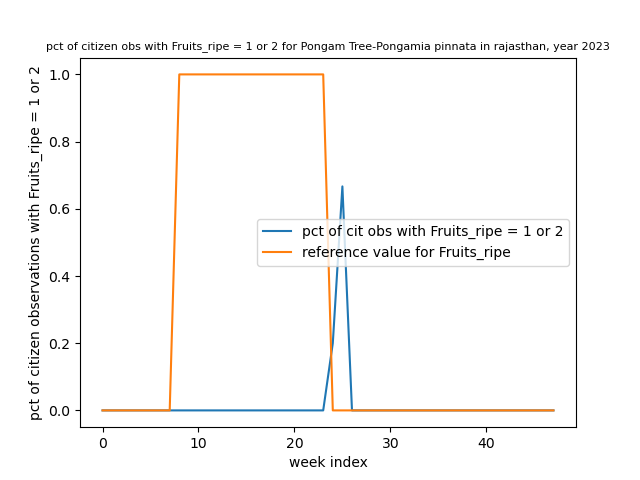 pct of citizen obs with Fruits_ripe = 1 or 2 for Pongam Tree-Pongamia pinnata in rajasthan, year 2023
pct of citizen observations with Fruits_ripe = 1 or 2
1.0
0.8
0.6
0.4
0.2
0.0
pct of cit obs with Fruits_ripe = 1 or 2
reference value for Fruits_ripe
0 10 20 30 40
week index